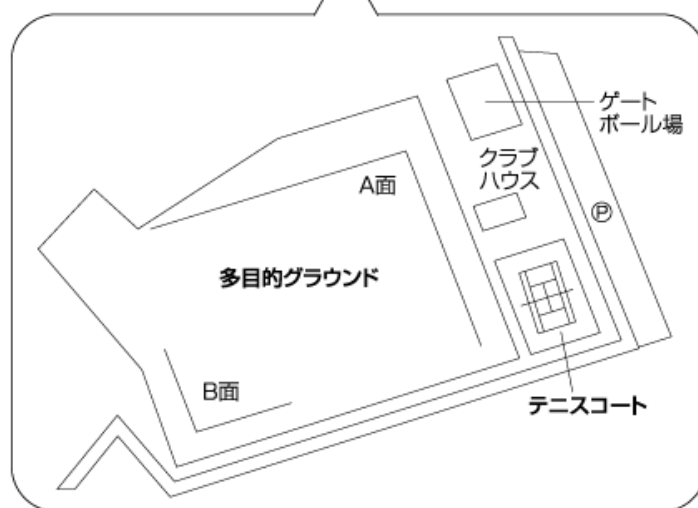 ゲート
ボール場
クラブ
ハウス
A面
Ⓟ
多目的グラウンド
B面
テニスコート